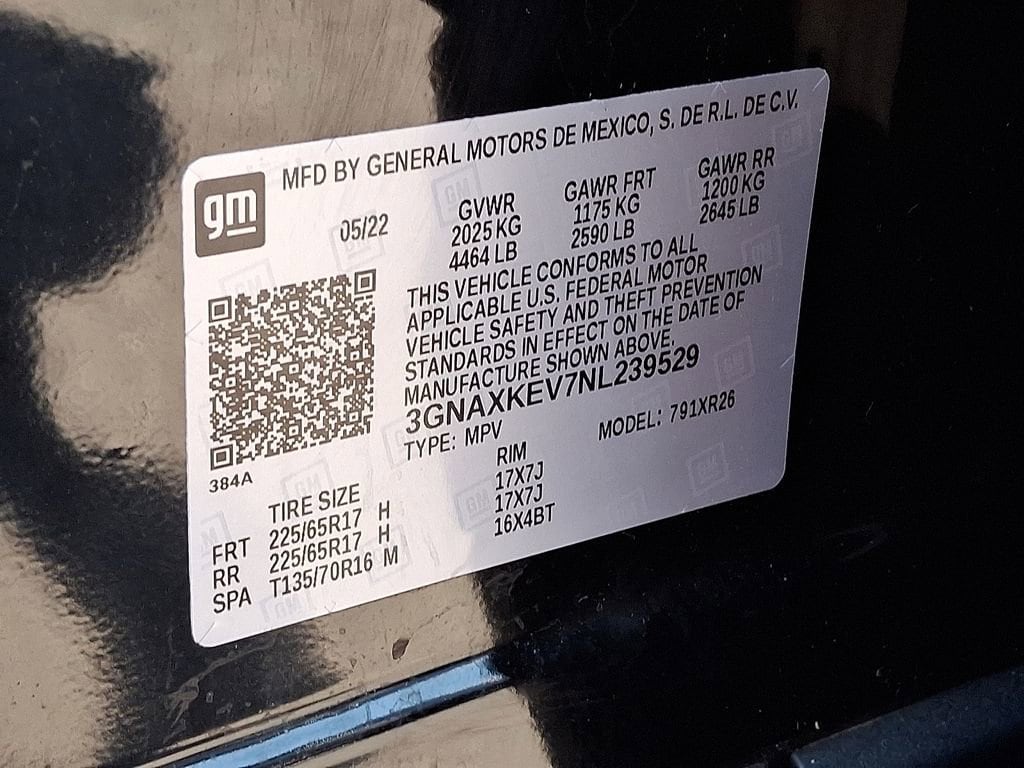 MFD BY GENERAL MOTORS DE MEXICO, S. DE R.L. DE C.V.
gm
05/22
GVWR
2025 KG
4464 LB
GAWR FRT
1175 KG
2590 LB
GAWR RR
1200 KG
2645 LB
THIS VEHICLE CONFORMS TO ALL
APPLICABLE U.S. FEDERAL MOTOR
VEHICLE SAFETY AND THEFT PREVENTION
STANDARDS IN EFFECT ON THE DATE OF
MANUFACTURE SHOWN ABOVE.
3GNAXKEV7NL239529
TYPE: MPV MODEL: 791XR26
384A
TIRE SIZE RIM
FRT 225/65R17 H 17X7J
RR 225/65R17 H 17X7J
SPA T135/70R16 M 16X4BT